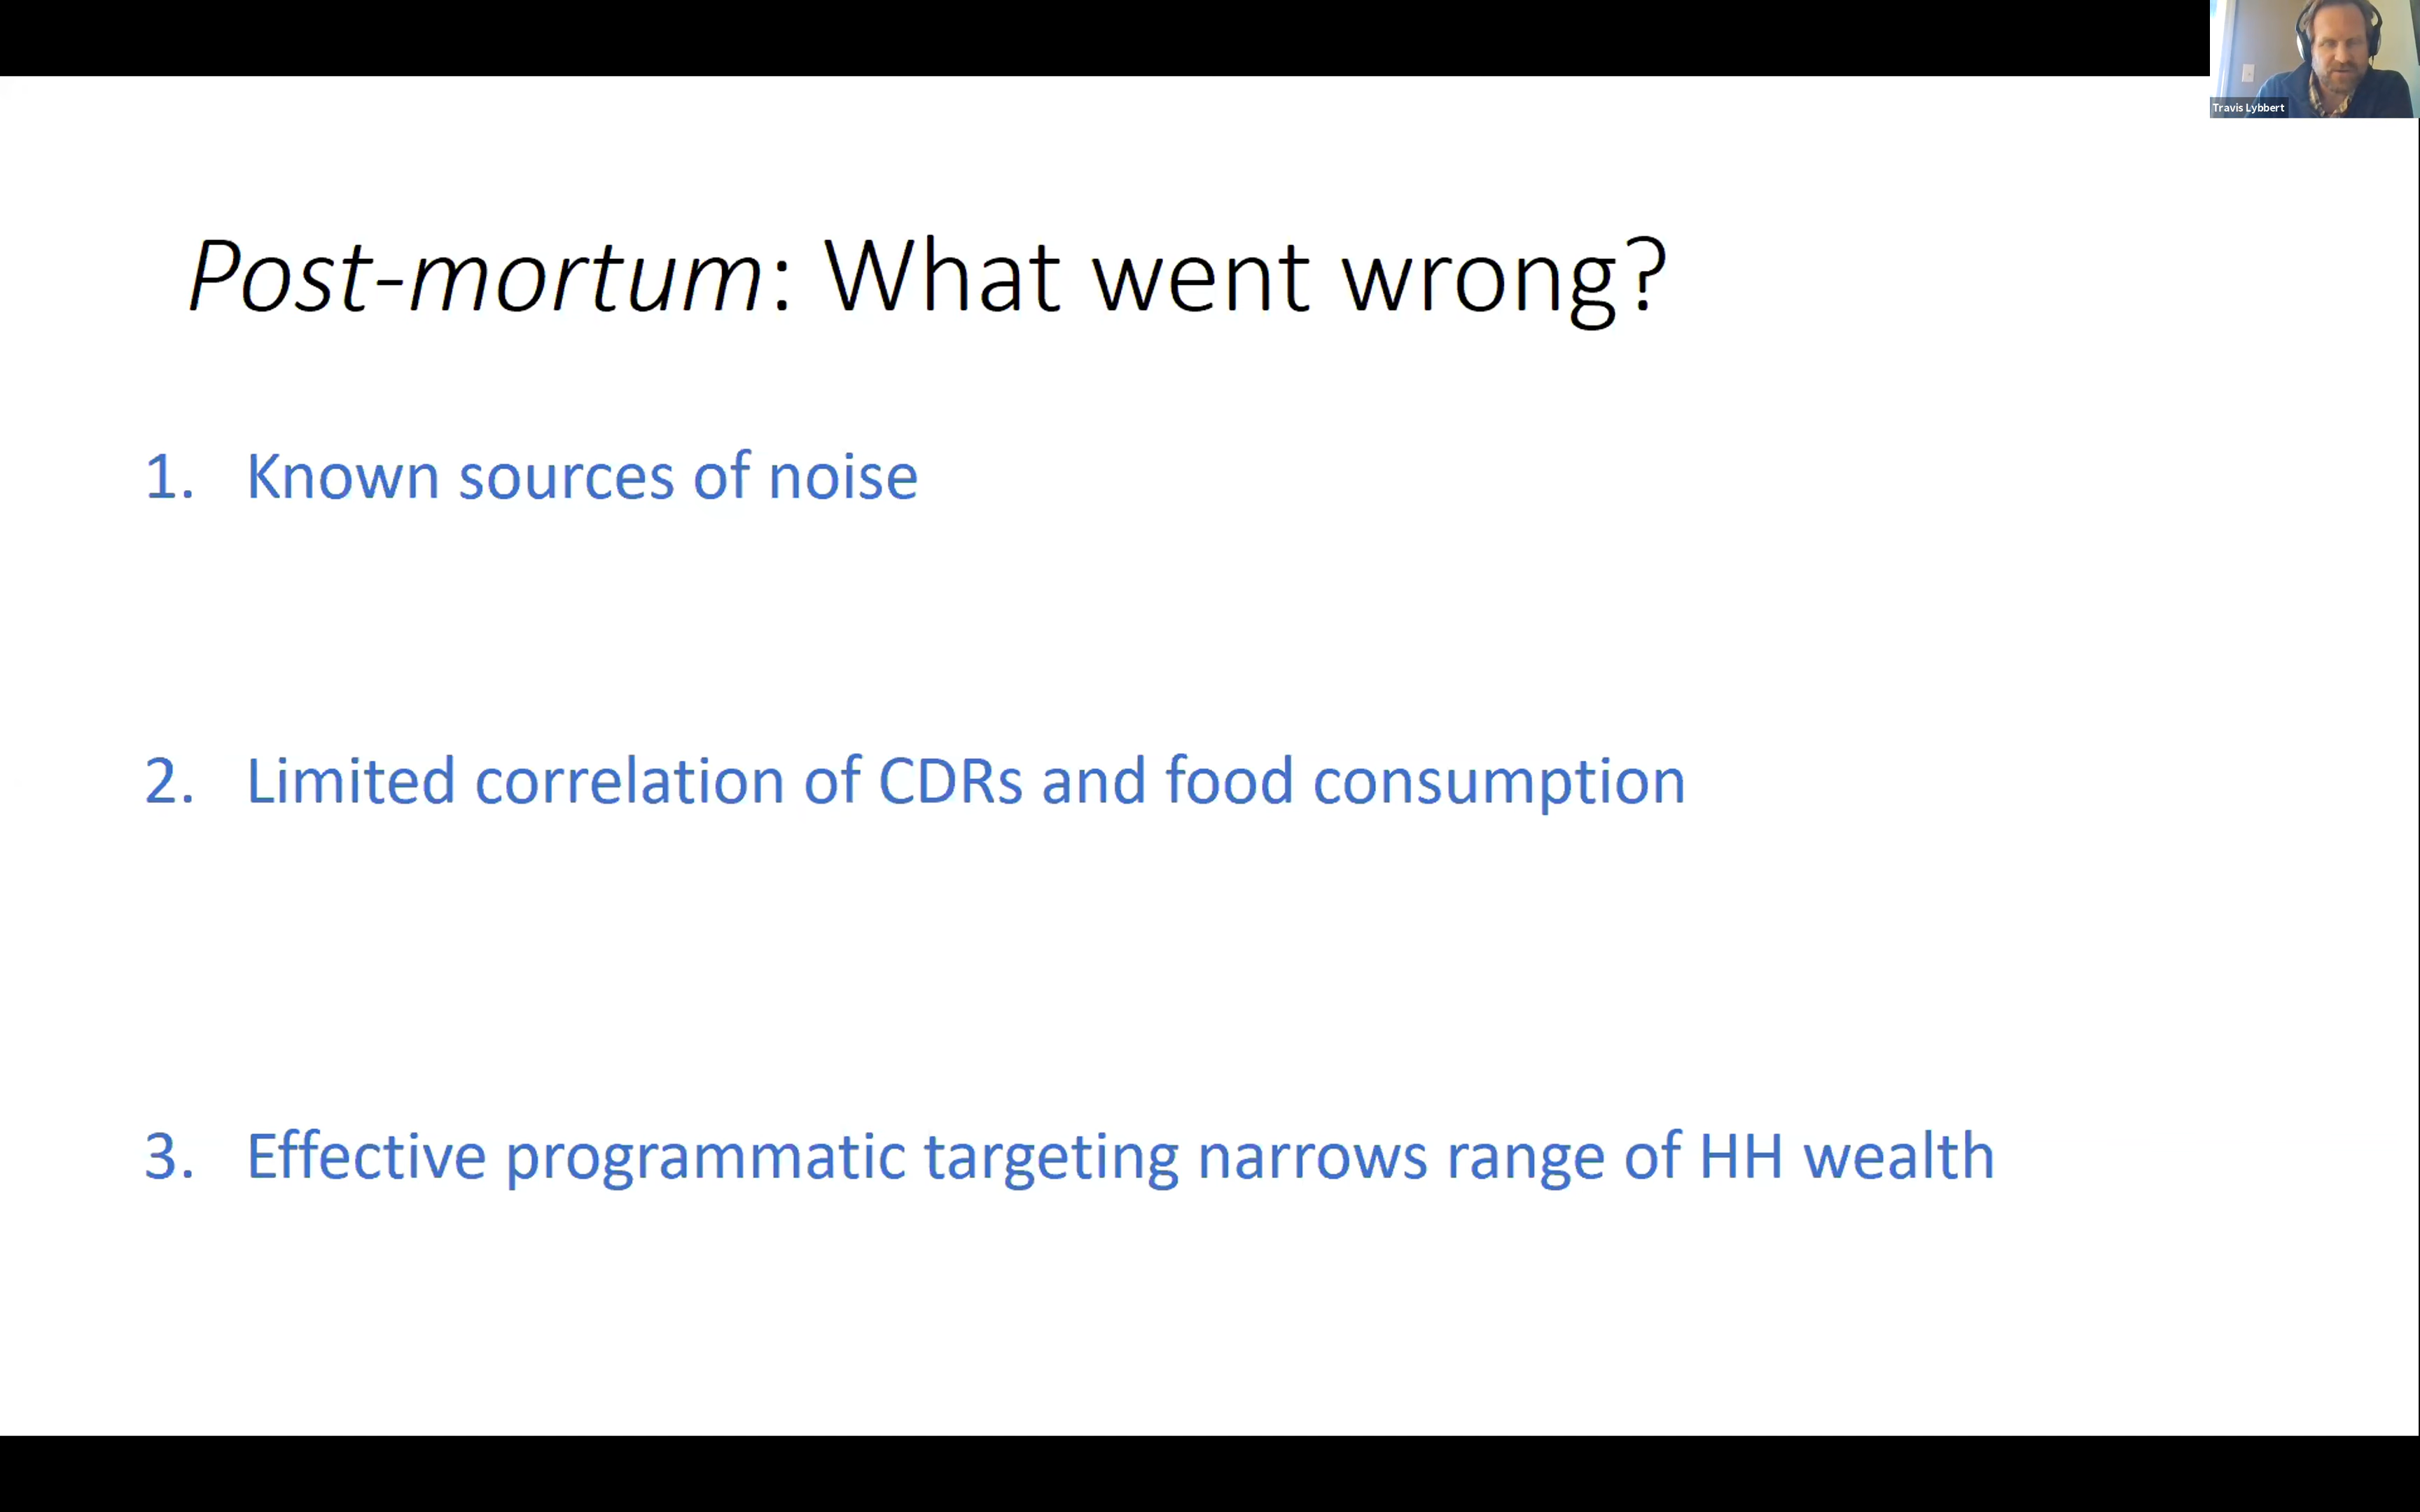 Travis Lybbert
Post-mortum: What went wrong?
1. Known sources of noise
2. Limited correlation of CDRs and food consumption
3. Effective programmatic targeting narrows range of HH wealth